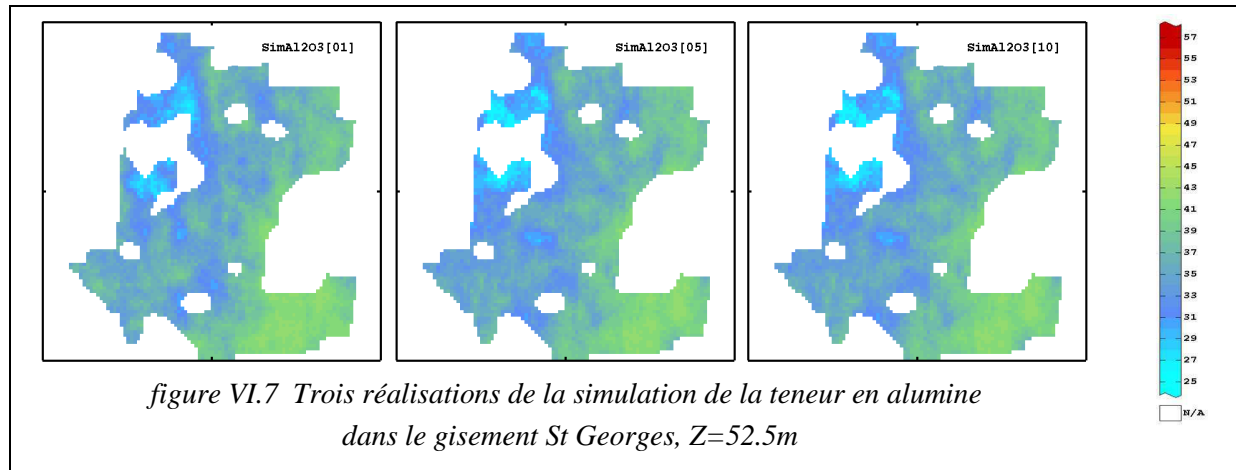 SimAl2O3[01]
SimAl2O3[05]
SimAl2O3[10]
57
55
53
51
49
47
45
43
41
39
37
35
33
31
29
27
25
N/A
figure VI.7 Trois réalisations de la simulation de la teneur en alumine
dans le gisement St Georges, Z=52.5m